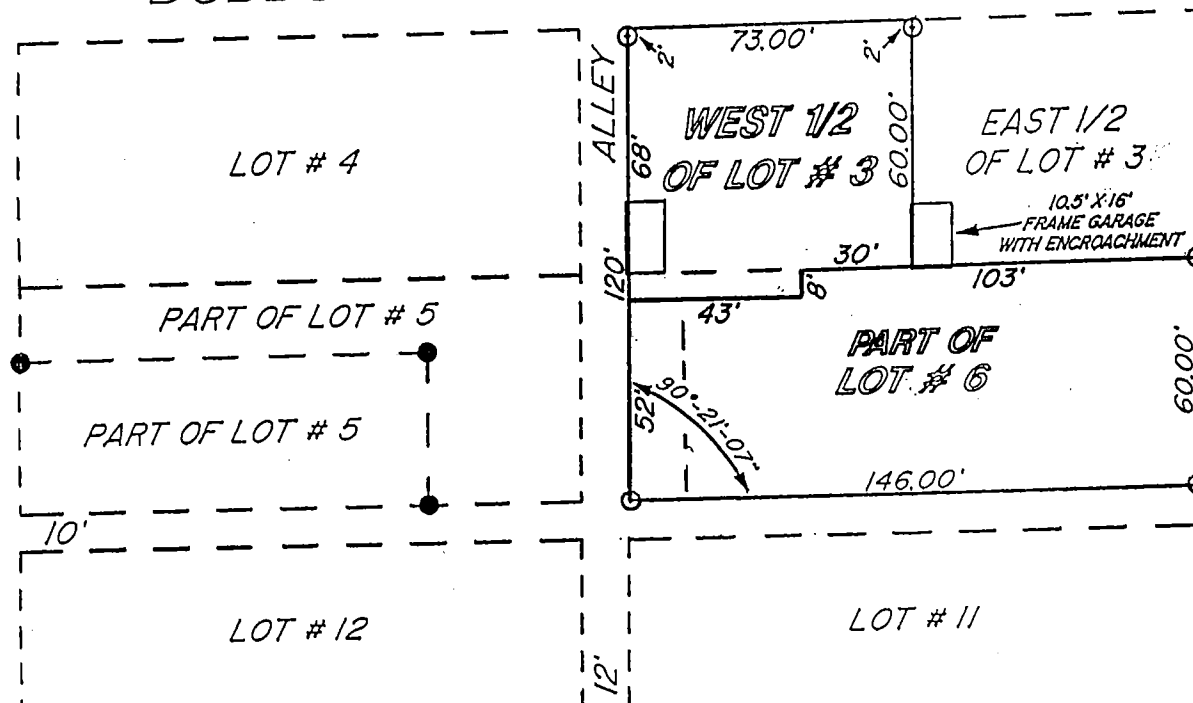 ALLEY
73.00'
2'
2'
WEST 1/2
OF LOT # 3
68'
60.00'
EAST 1/2
OF LOT # 3
LOT # 4
10.5' X 16'
FRAME GARAGE
WITH ENCROACHMENT
120'
30'
8'
103'
43'
PART OF LOT # 5
PART OF
LOT # 6
60.00'
PART OF LOT # 5
52'
90°-21'-07"
146.00'
10'
LOT # 12
LOT # 11
12'